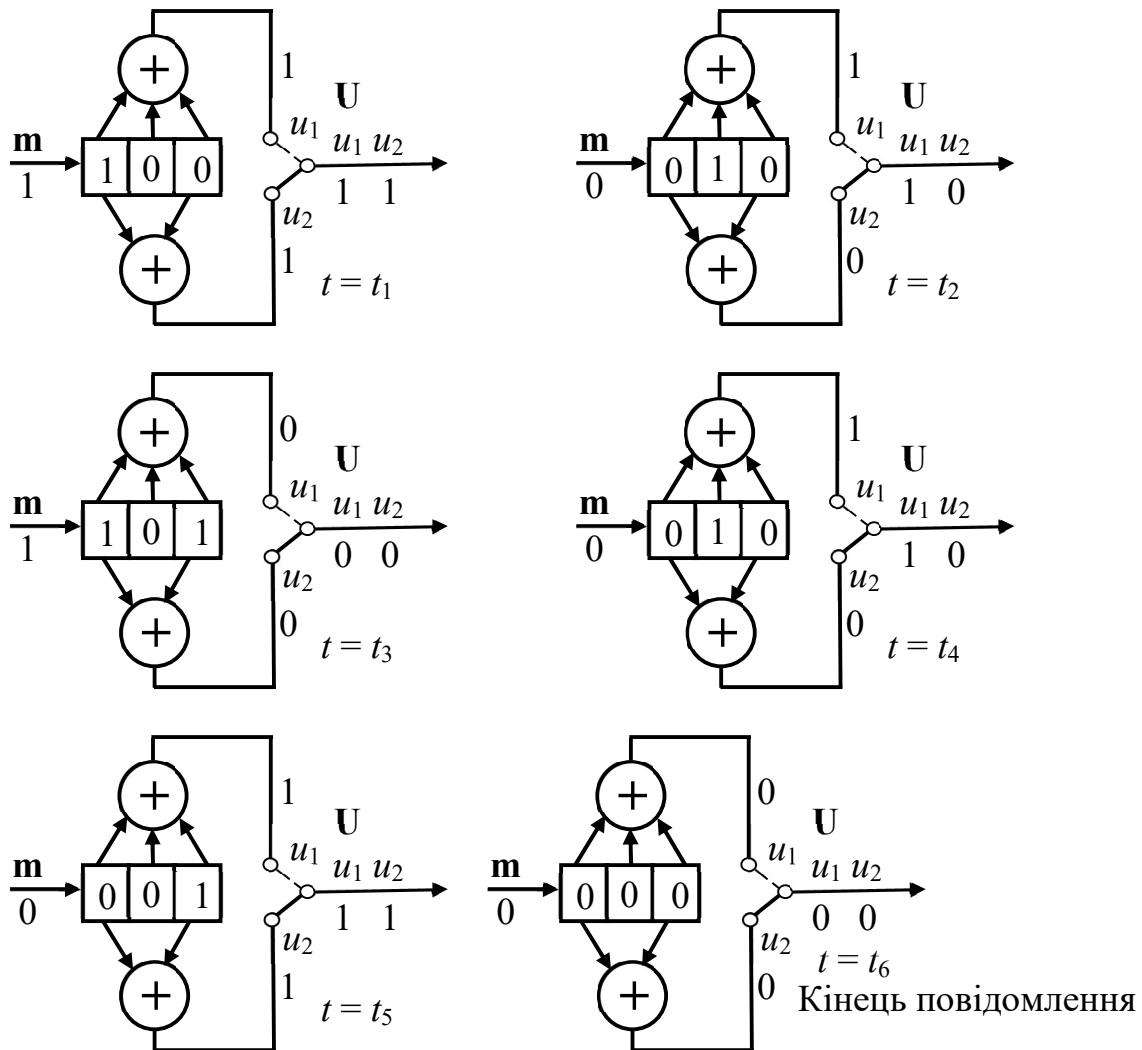 1
U
m
u1
u1 u2
1 0 0
1
1 1
u2
1
t = t1
1
U
m
u1
u1 u2
0 1 0
0
1 0
u2
0
t = t2
0
U
m
u1
u1 u2
1 0 1
1
0 0
u2
0
t = t3
1
U
m
u1
u1 u2
0 1 0
0
1 0
u2
0
t = t4
1
U
m
u1
u1 u2
0 0 1
0
1 1
u2
1
t = t5
0
U
m
u1
u1 u2
0 0 0
0
0 0
u2
t = t6
0
Кінець повідомлення